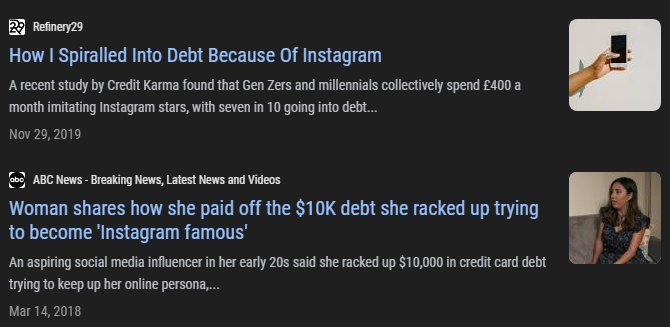 29 Refinery29
How I Spiralled Into Debt Because Of Instagram
A recent study by Credit Karma found that Gen Zers and millennials collectively spend £400 a
month imitating Instagram stars, with seven in 10 going into debt...
Nov 29, 2019
abc ABC News - Breaking News, Latest News and Videos
Woman shares how she paid off the $10K debt she racked up trying
to become 'Instagram famous'
An aspiring social media influencer in her early 20s said she racked up $10,000 in credit card debt
trying to keep up her online persona,...
Mar 14, 2018